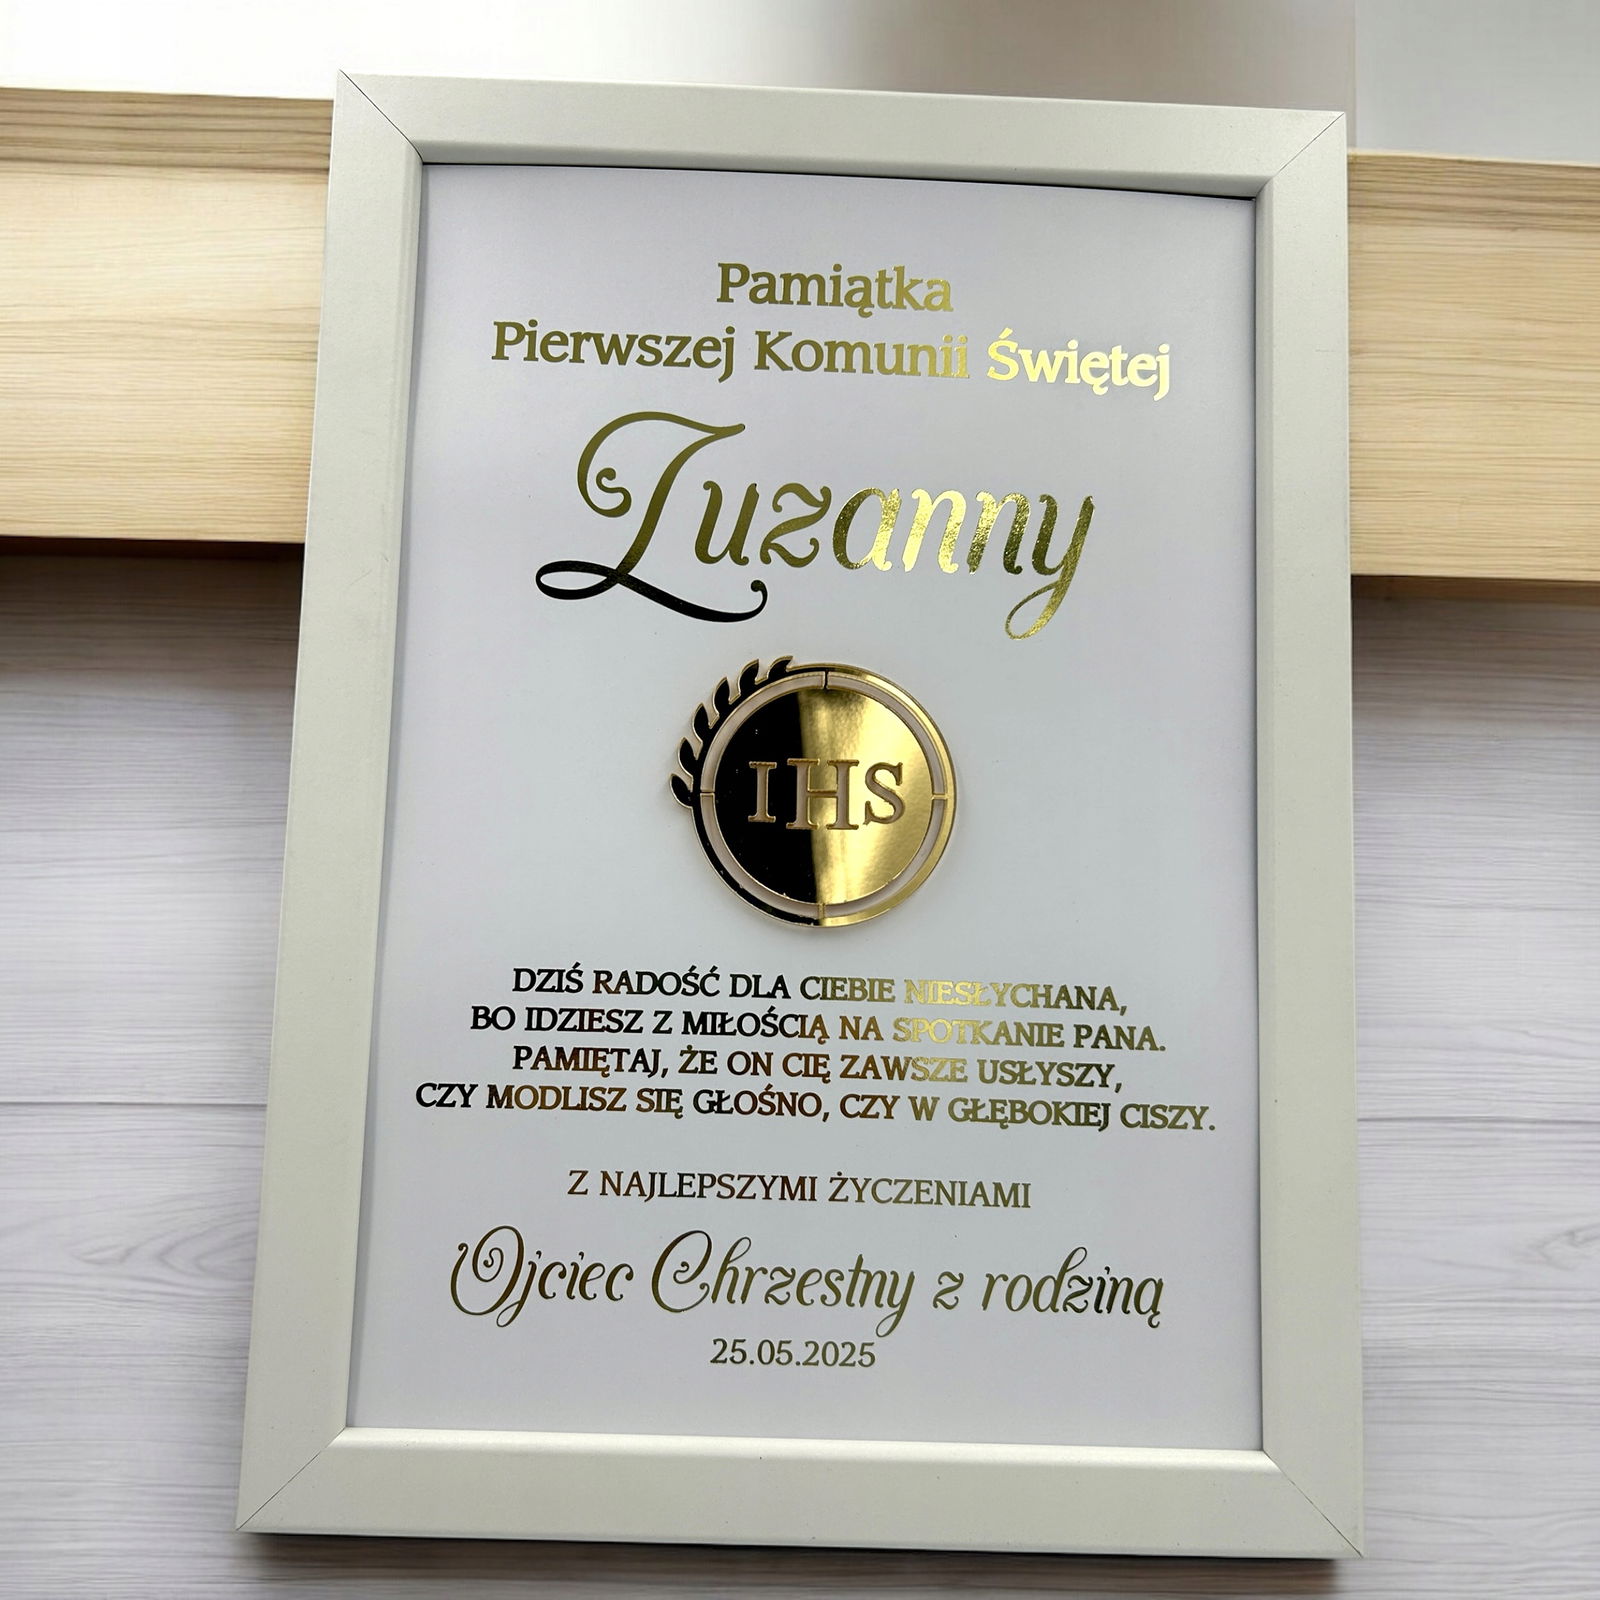 Pamiątka
Pierwszej Komunii Świętej
Zuzanny
IHS
DZIŚ RADOŚĆ DLA CIEBIE NIESŁYCHANA,
BO IDZIESZ Z MIŁOŚCIĄ NA SPOTKANIE PANA.
PAMIĘTAJ, ŻE ON CIĘ ZAWSZE USŁYSZY,
CZY MODLISZ SIĘ GŁOŚNO, CZY W GŁĘBOKIEJ CISZY.
Z NAJLEPSZYMI ŻYCZENIAMI
Ojciec Chrzestny z rodziną
25.05.2025